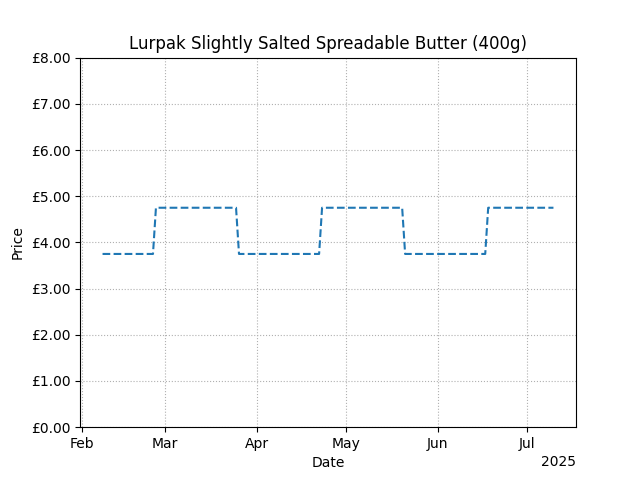 Lurpak Slightly Salted Spreadable Butter (400g)
£8.00
£7.00
£6.00
£5.00
£4.00
£3.00
£2.00
£1.00
£0.00
Price
Feb Mar Apr May Jun Jul
Date
2025